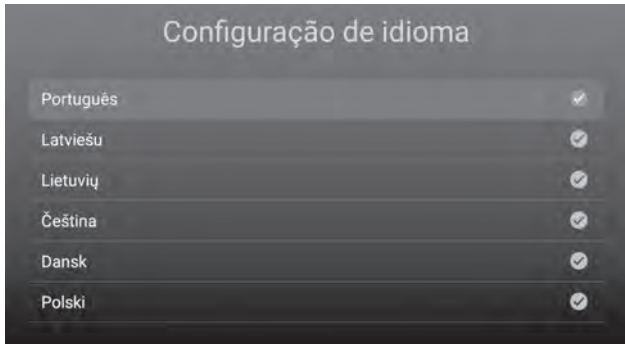 Configuração de idioma
Português
Latviešu
Lietuvių
Čeština
Dansk
Polski